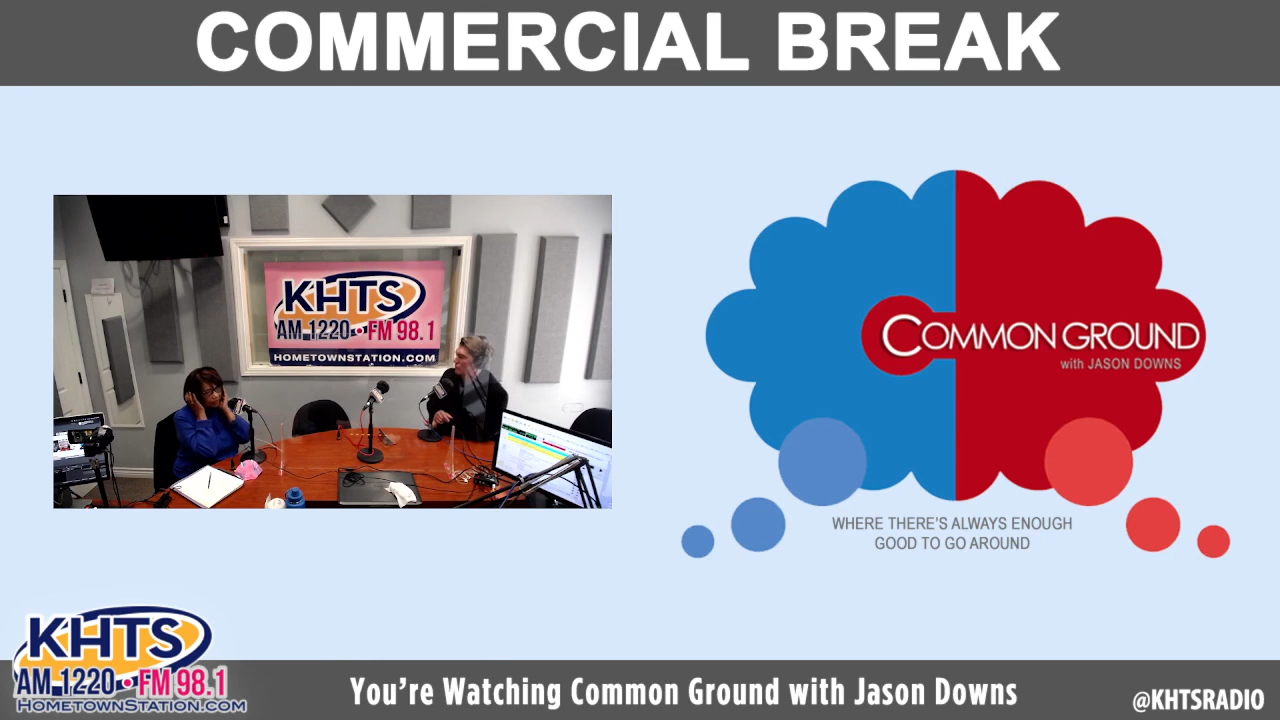 COMMERCIAL BREAK
KHTS
AM 1220 • FM 98.1
HOMETOWNSTATION.COM
COMMON GROUND
with JASON DOWNS
WHERE THERE'S ALWAYS ENOUGH
GOOD TO GO AROUND
KHTS
AM 1220 • FM 98.1
HOMETOWNSTATION.COM
You're Watching Common Ground with Jason Downs
@KHTSRADIO